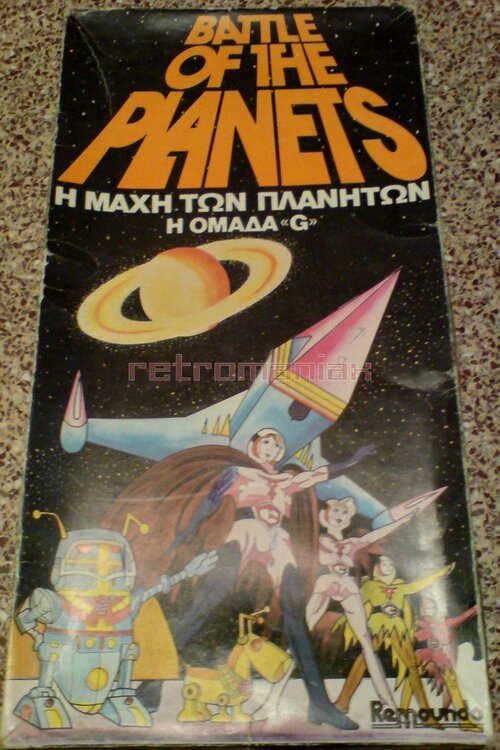 BATTLE
OF THE
PLANETS
Η ΜΑΧΗ ΤΩΝ ΠΛΑΝΗΤΩΝ
Η ΟΜΑΔΑ «G»
retromaniax
Remoundo